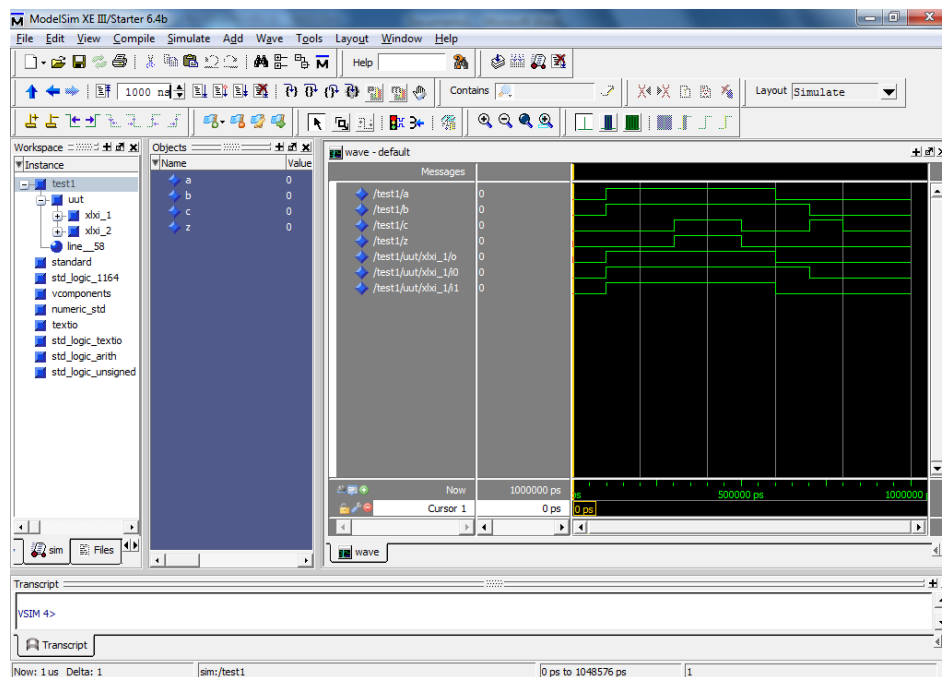 ModelSim XE III/Starter 6.4b
File Edit View Compile Simulate Add Wave Tools Layout Window Help
Help
1000 ns Contains Layout Simulate
Workspace
Instance
test1
uut
xlxi_1
xlxi_2
line__58
standard
std_logic_1164
vcomponents
numeric_std
textio
std_logic_textio
std_logic_arith
std_logic_unsigned
sim Files
Objects
Name Value
a 0
b 0
c 0
z 0
wave - default
Messages
/test1/a 0
/test1/b 0
/test1/c 0
/test1/z 0
/test1/uut/xlxi_1/o 0
/test1/uut/xlxi_1/i0 0
/test1/uut/xlxi_1/i1 0
Now 1000000 ps ps 500000 ps 1000000
Cursor 1 0 ps 0 ps
wave
Transcript
VSIM 4>
Transcript
Now: 1 us Delta: 1 sim:/test1 0 ps to 1048576 ps 1